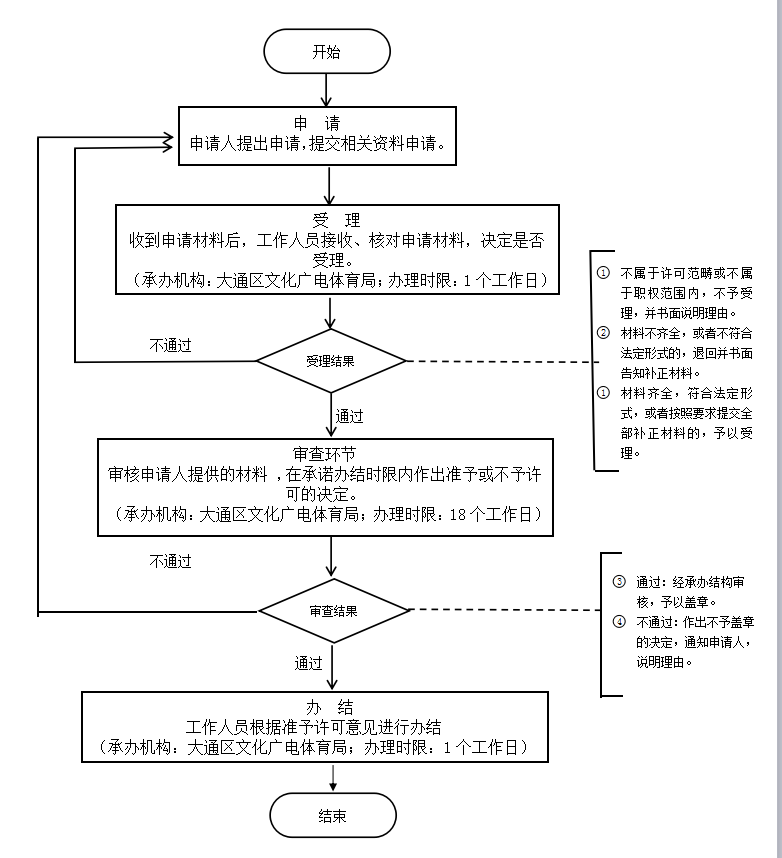 开始
申　请
申请人提出申请,提交相关资料申请。
受　理
收到申请材料后，工作人员接收、核对申请材料，决定是否
受理。
（承办机构：大通区文化广电体育局；办理时限：1 个工作日）
不通过
受理结果
通过
① 不属于许可范畴或不属
于职权范围内，不予受
理，并书面说明理由。
② 材料不齐全，或者不符合
法定形式的，退回并书面
告知补正材料。
① 材料齐全，符合法定形
式，或者按照要求提交全
部补正材料的，予以受
理。
审查环节
审核申请人提供的材料 ，在承诺办结时限内作出准予或不予许
可的决定。
（承办机构：大通区文化广电体育局；办理时限：18 个工作日）
不通过
审查结果
通过
③ 通过：经承办结构审
核，予以盖章。
④ 不通过：作出不予盖章
的决定，通知申请人，
说明理由。
办　结
工作人员根据准予许可意见进行办结
（承办机构：大通区文化广电体育局；办理时限：1 个工作日）
结束